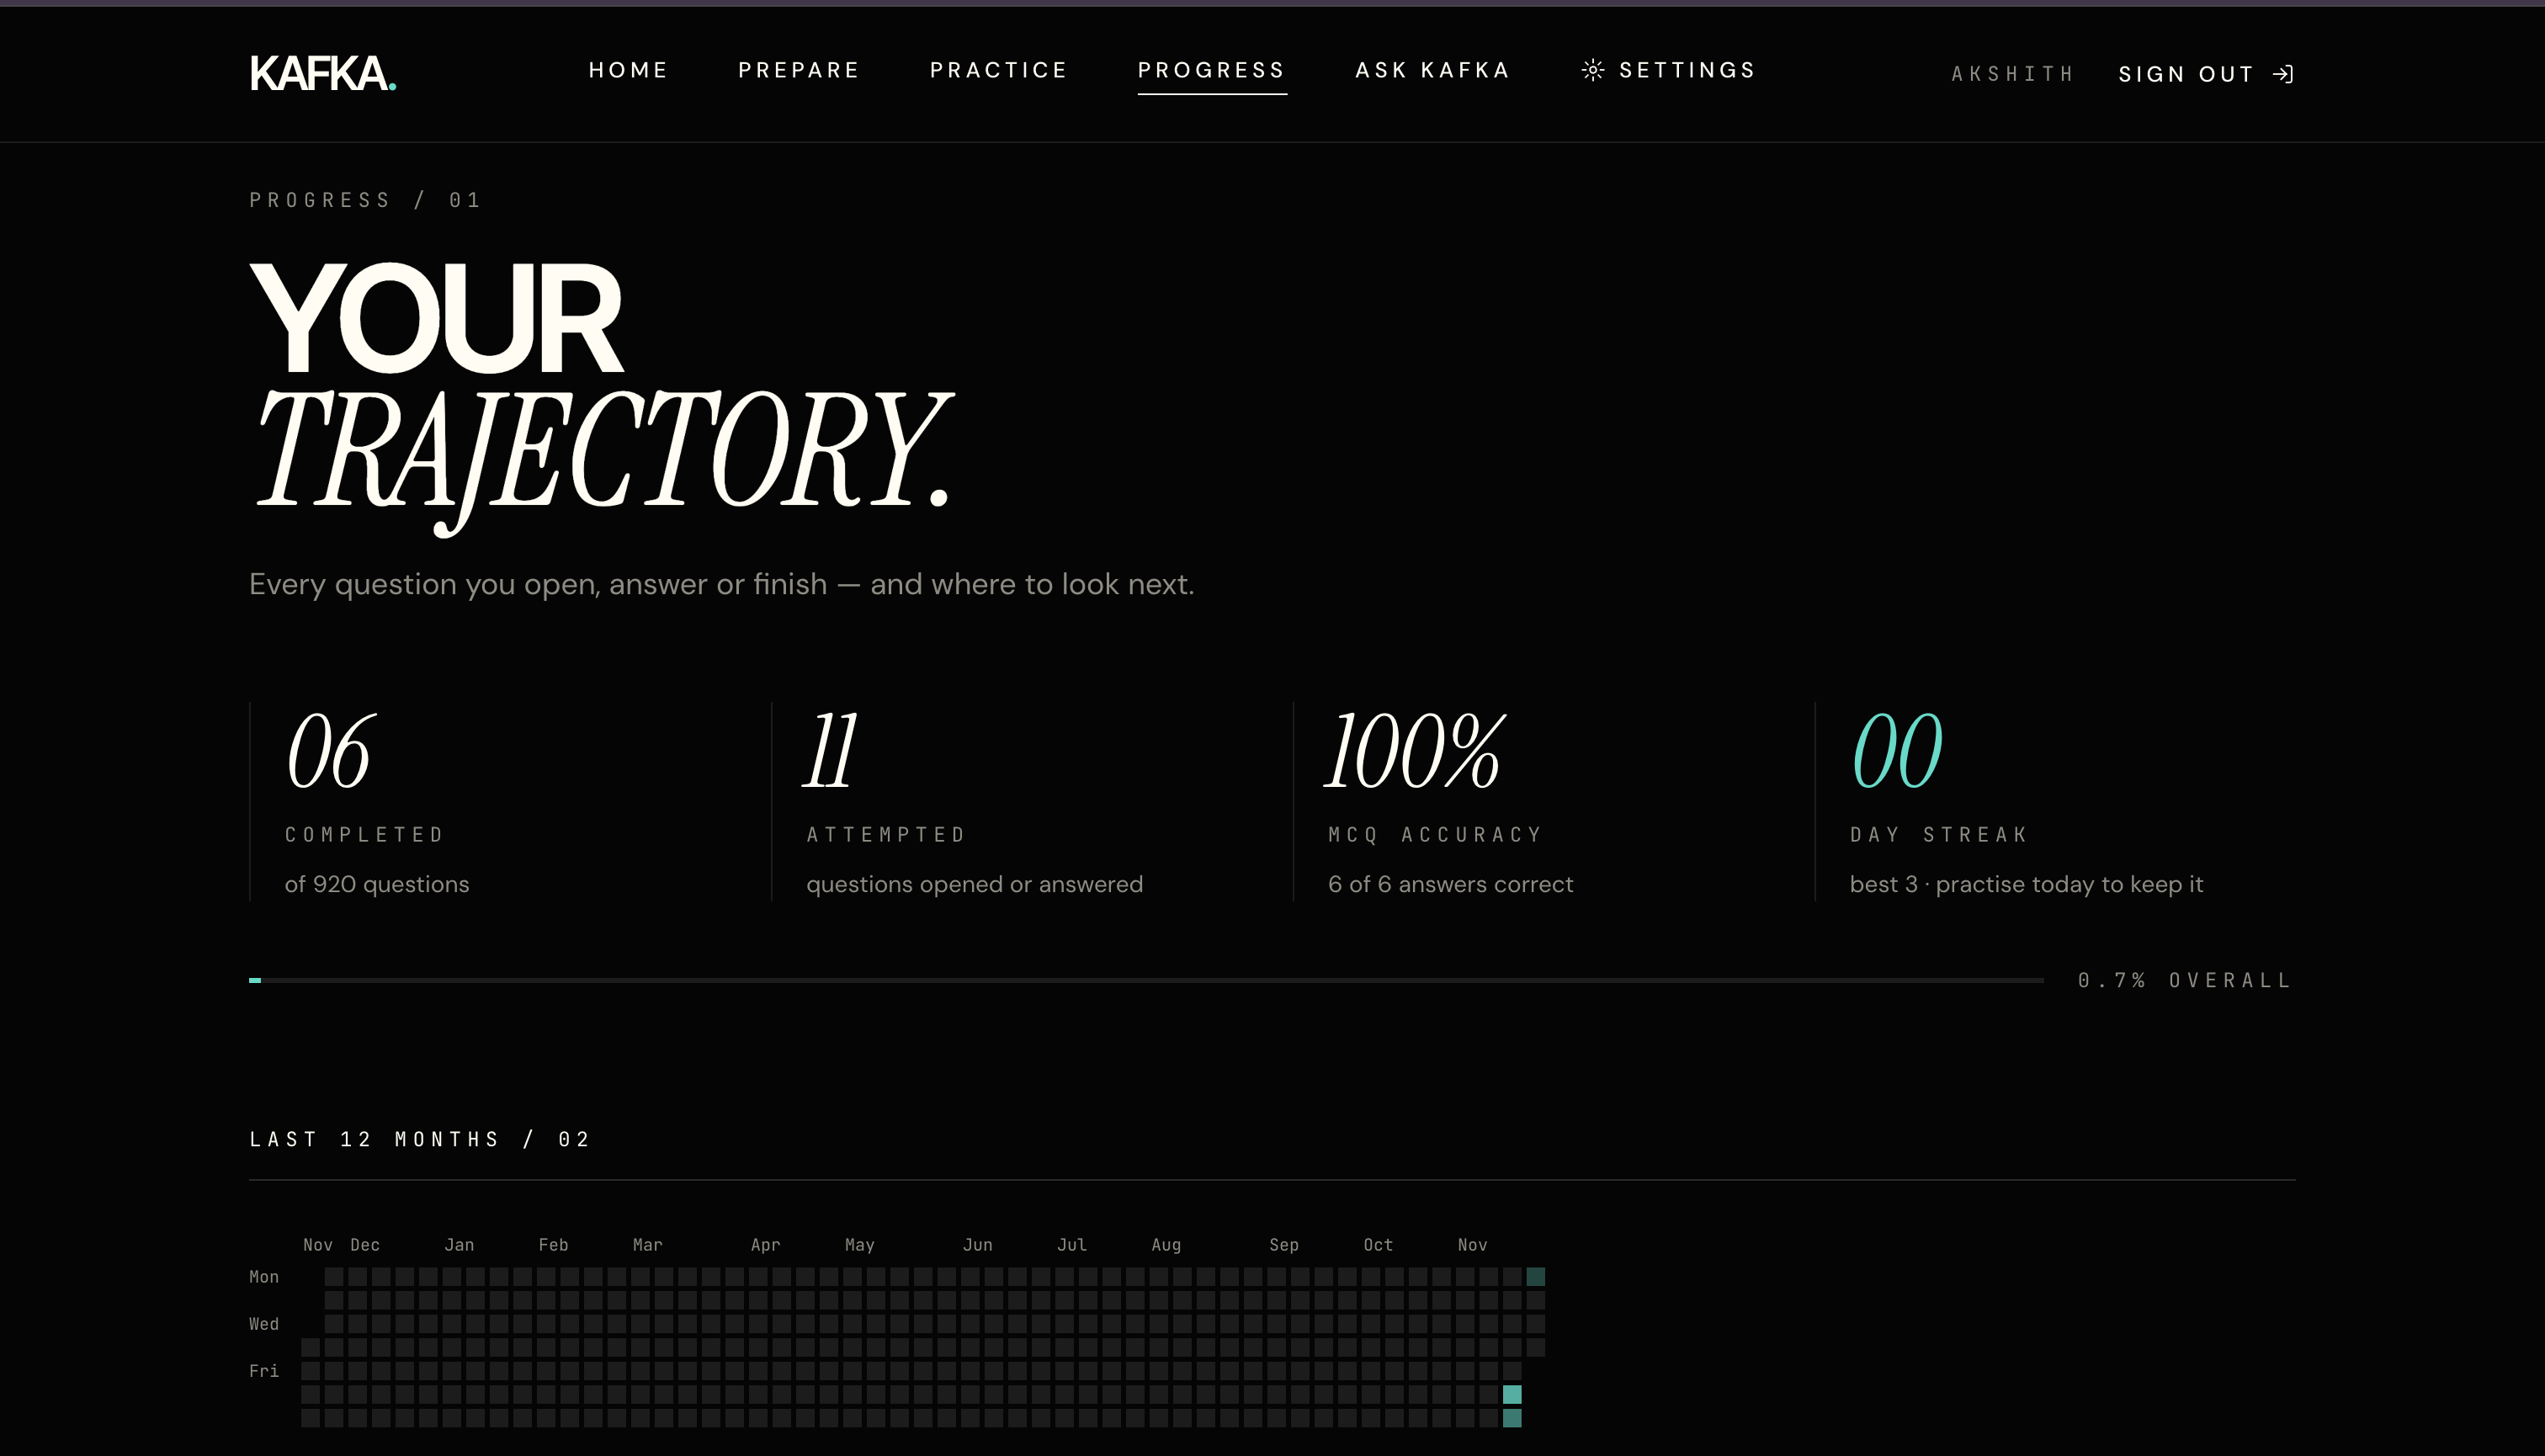 KAFKA.
HOME PREPARE PRACTICE PROGRESS ASK KAFKA SETTINGS
AKSHITH SIGN OUT
PROGRESS / 01
YOUR
TRAJECTORY.
Every question you open, answer or finish — and where to look next.
06
COMPLETED
of 920 questions
11
ATTEMPTED
questions opened or answered
100%
MCQ ACCURACY
6 of 6 answers correct
00
DAY STREAK
best 3 · practise today to keep it
0.7% OVERALL
LAST 12 MONTHS / 02
Nov Dec Jan Feb Mar Apr May Jun Jul Aug Sep Oct Nov
Mon
Wed
Fri